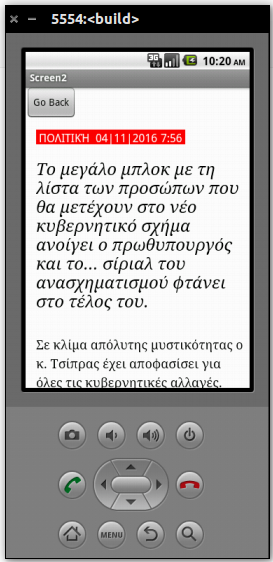 5554:<build>
3G
10:20 AM
Screen2
Go Back
ΠΟΛΙΤΙΚΗ 04|11|2016 7:56
Το μεγάλο μπλοκ με τη
λίστα των προσώπων που
θα μετέχουν στο νέο
κυβερνητικό σχήμα
ανοίγει ο πρωθυπουργός
και το... σίριαλ του
ανασχηματισμού φτάνει
στο τέλος του.
Σε κλίμα απόλυτης μυστικότητας ο
κ. Τσίπρας έχει αποφασίσει για
όλες τις κυβερνητικές αλλαγές.
MENU